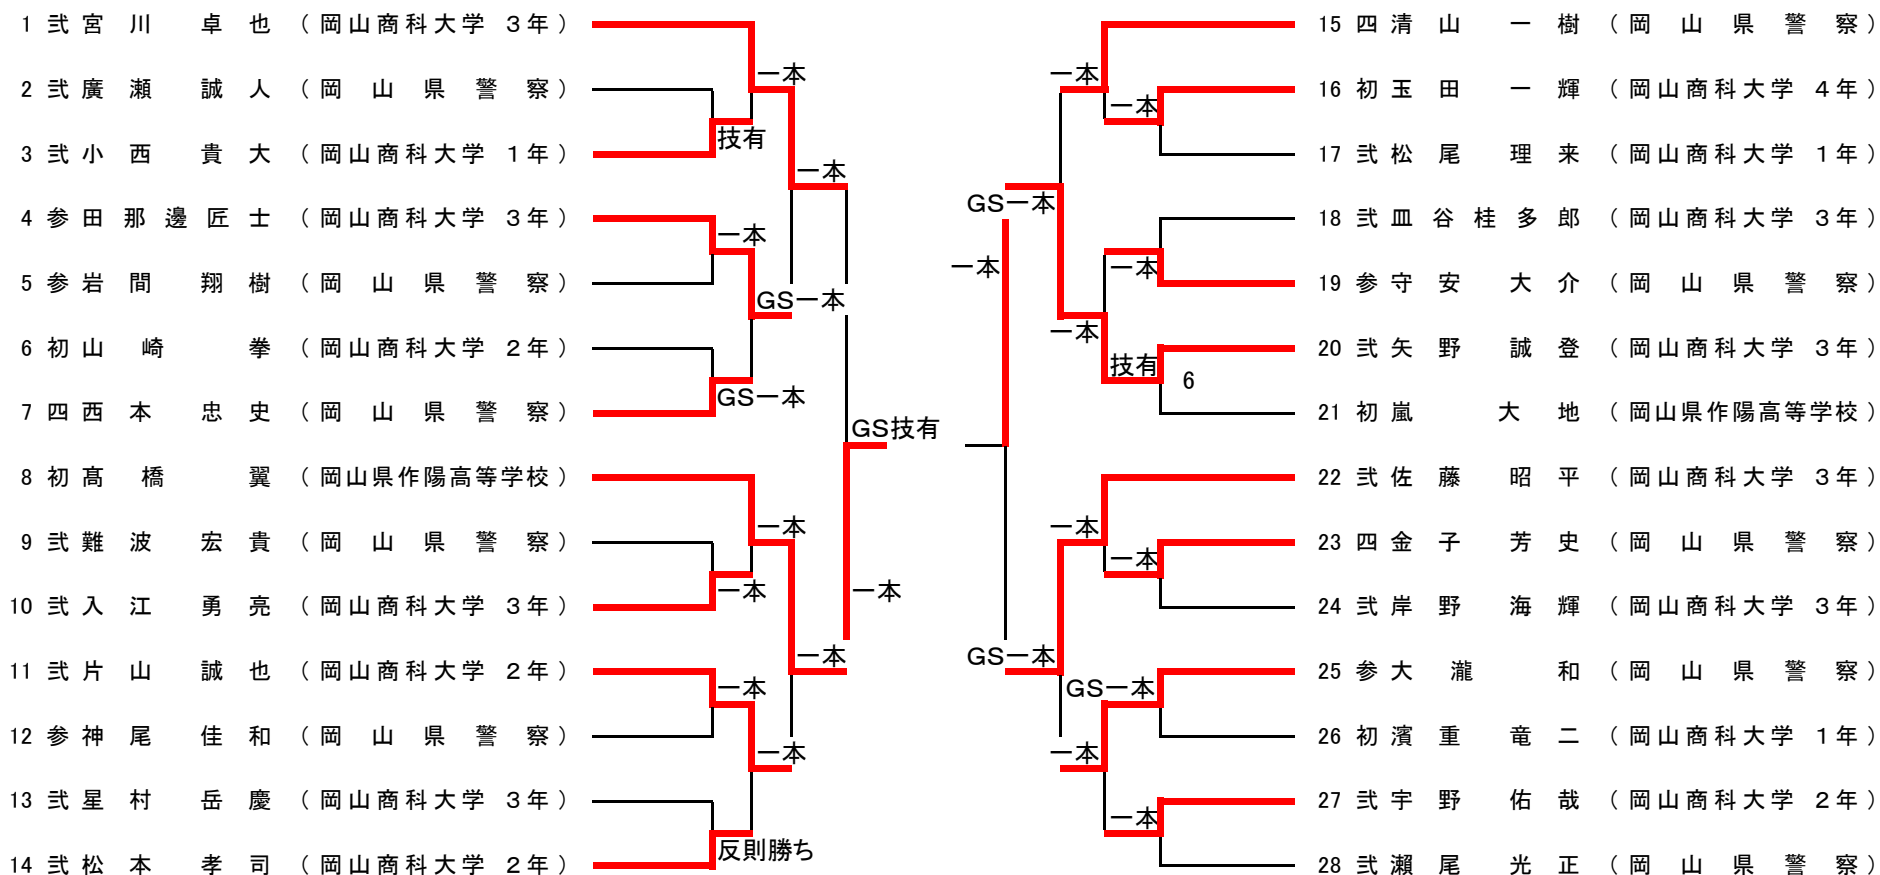 1 弐 宮川 卓也 （岡山商科大学 3年）
2 弐 廣瀬 誠人 （岡山県警察）
3 弐 小西 貴大 （岡山商科大学 1年）
4 参 田那邊匠士 （岡山商科大学 3年）
5 参 岩間 翔樹 （岡山県警察）
6 初 山崎 拳 （岡山商科大学 2年）
7 四 西本 忠史 （岡山県警察）
8 初 髙橋 翼 （岡山県作陽高等学校）
9 弐 難波 宏貴 （岡山県警察）
10 弐 入江 勇亮 （岡山商科大学 3年）
11 弐 片山 誠也 （岡山商科大学 2年）
12 参 神尾 佳和 （岡山県警察）
13 弐 星村 岳慶 （岡山商科大学 3年）
14 弐 松本 孝司 （岡山商科大学 2年）
技有
一本
GS一本
一本
一本
反則勝ち
一本
GS一本
一本
一本
一本
一本
一本
GS技有
一本
GS一本
GS一本
一本
一本
一本
一本
一本
一本
一本
技有
6
一本
GS一本
一本
15 四 清山 一樹 （岡山県警察）
16 初 玉田 一輝 （岡山商科大学 4年）
17 弐 松尾 理来 （岡山商科大学 1年）
18 弐 皿谷桂多郎 （岡山商科大学 3年）
19 参 守安 大介 （岡山県警察）
20 弐 矢野 誠登 （岡山商科大学 3年）
21 初 嵐 大地 （岡山県作陽高等学校）
22 弐 佐藤 昭平 （岡山商科大学 3年）
23 四 金子 芳史 （岡山県警察）
24 弐 岸野 海輝 （岡山商科大学 3年）
25 参 大瀧 和 （岡山県警察）
26 初 濱重 竜二 （岡山商科大学 1年）
27 弐 宇野 佑哉 （岡山商科大学 2年）
28 弐 瀬尾 光正 （岡山県警察）